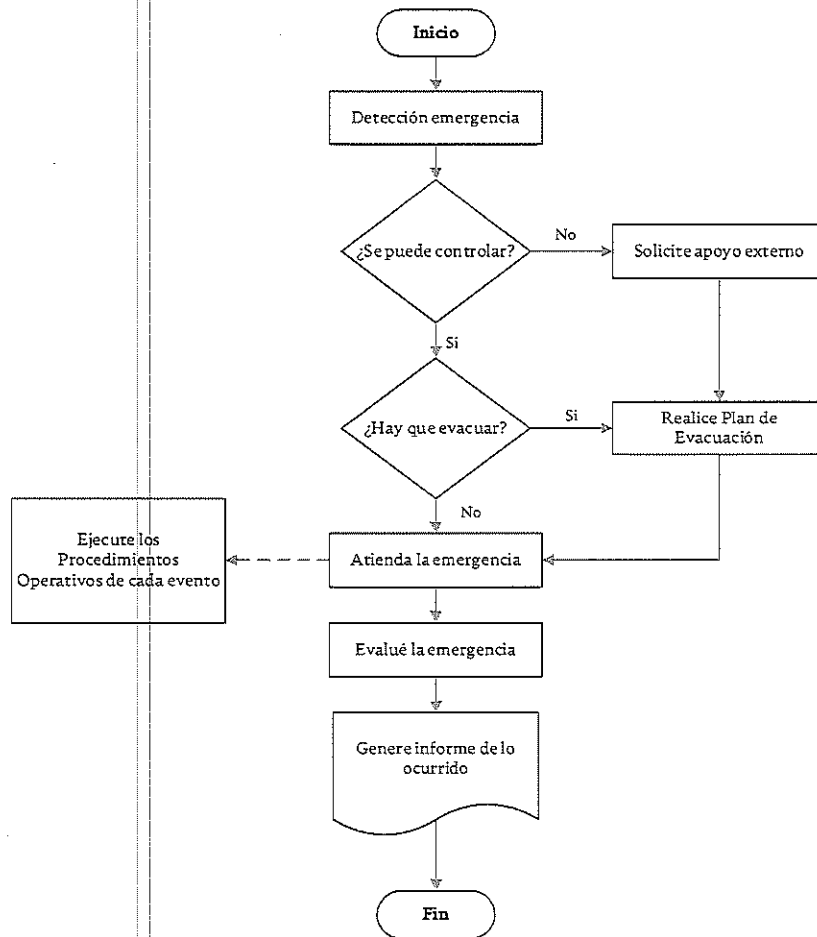 Inicio
Detección emergencia
¿Se puede controlar?
No
Solicite apoyo externo
Si
¿Hay que evacuar?
Si
Realice Plan de
Evacuación
No
Ejecute los
Procedimientos
Operativos de cada evento
Atienda la emergencia
Evalué la emergencia
Genere informe de lo
ocurrido
Fin